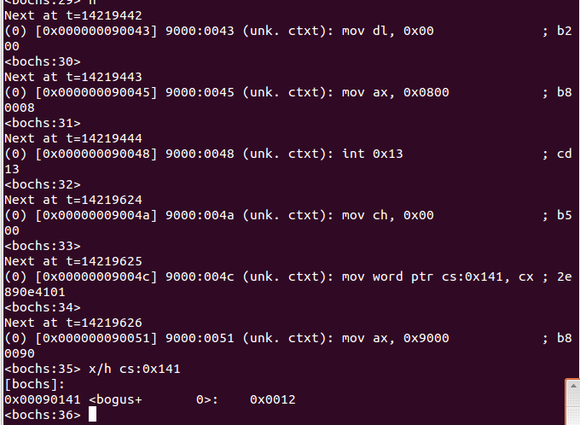 <bochs:29> n
Next at t=14219442
(0) [0x000000090043] 9000:0043 (unk. ctxt): mov dl, 0x00 ; b2
00
<bochs:30>
Next at t=14219443
(0) [0x000000090045] 9000:0045 (unk. ctxt): mov ax, 0x0800 ; b8
0008
<bochs:31>
Next at t=14219444
(0) [0x000000090048] 9000:0048 (unk. ctxt): int 0x13 ; cd
13
<bochs:32>
Next at t=14219624
(0) [0x00000009004a] 9000:004a (unk. ctxt): mov ch, 0x00 ; b5
00
<bochs:33>
Next at t=14219625
(0) [0x00000009004c] 9000:004c (unk. ctxt): mov word ptr cs:0x141, cx ; 2e
890e4101
<bochs:34>
Next at t=14219626
(0) [0x000000090051] 9000:0051 (unk. ctxt): mov ax, 0x9000 ; b8
0090
<bochs:35> x/h cs:0x141
[bochs]:
0x00090141 <bogus+ 0>: 0x0012
<bochs:36>